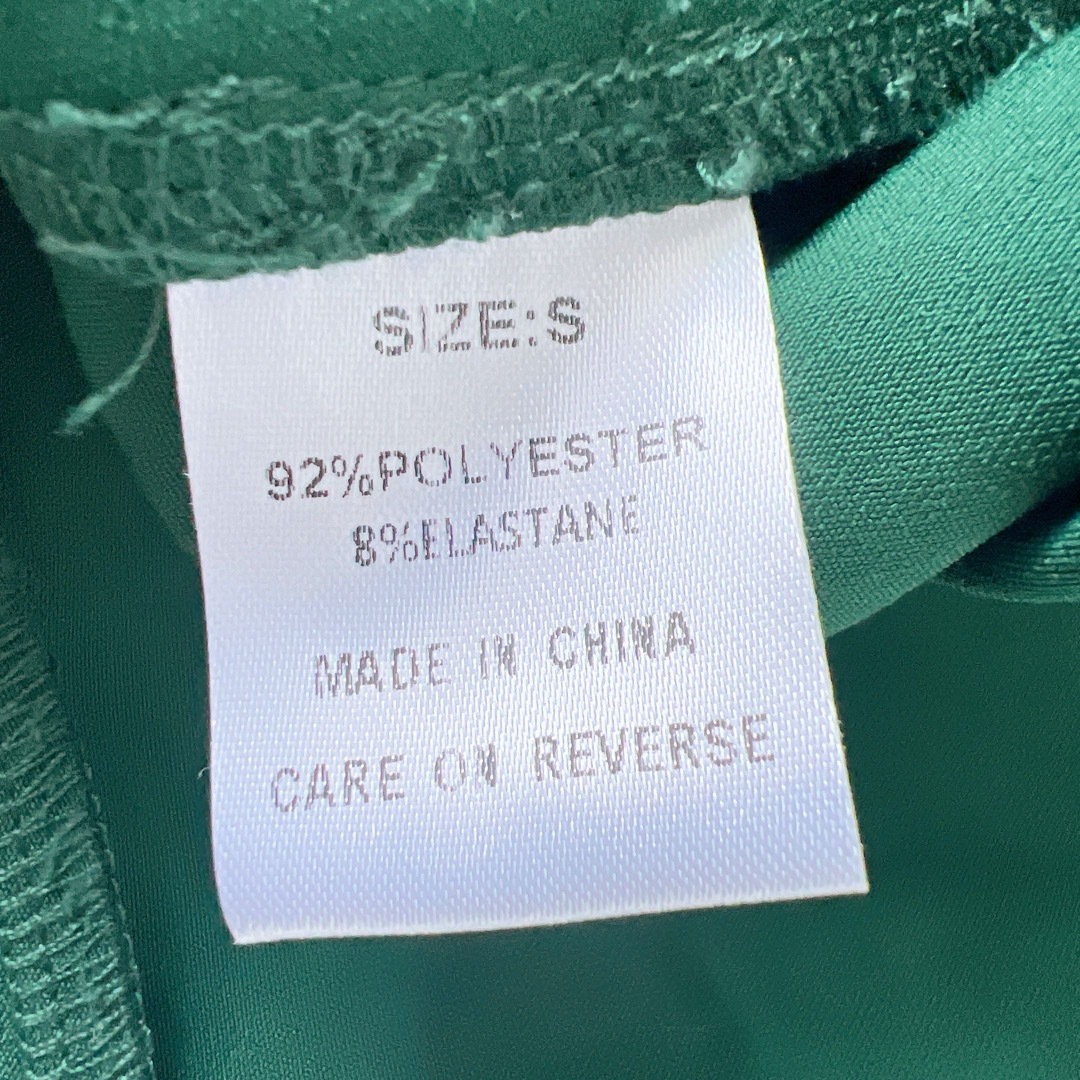 SIZE:S
92%POLYESTER
8%ELASTANE
MADE IN CHINA
CARE ON REVERSE